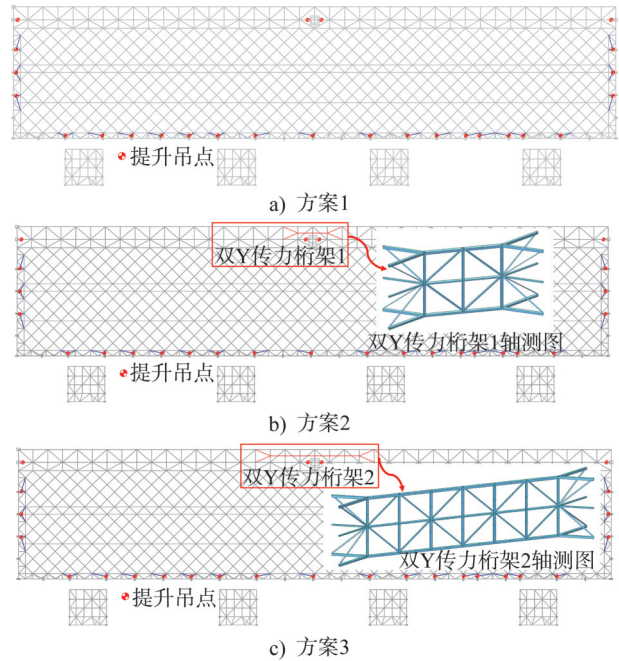 提升吊点
a) 方案1
双Y传力桁架1
双Y传力桁架1轴测图
提升吊点
b) 方案2
双Y传力桁架2
双Y传力桁架2轴测图
提升吊点
c) 方案3